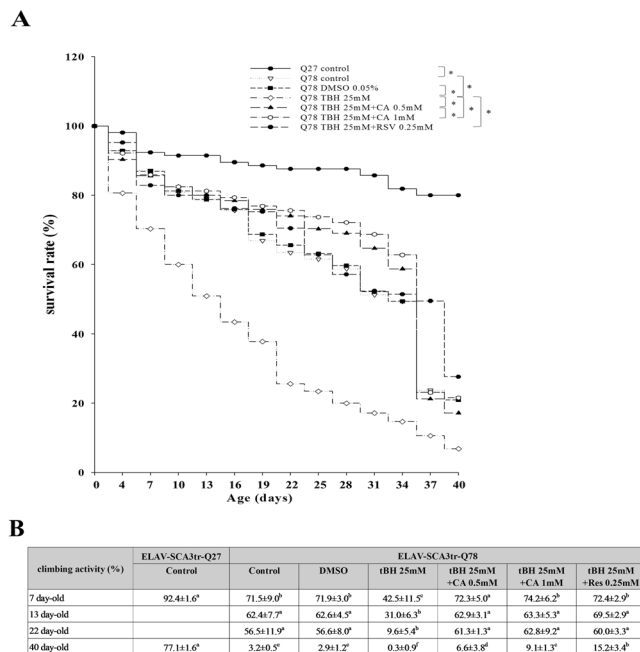 A
120
100
80
60
40
20
0
survival rate (%)
Q27 control
Q78 control
Q78 DMSO 0.05%
Q78 TBH 25mM
Q78 TBH 25mM+CA 0.5mM
Q78 TBH 25mM+CA 1mM
Q78 TBH 25mM+RSV 0.25mM
* * * * * * *
0 4 7 10 13 16 19 22 25 28 31 34 37 40
Age (days)
B
climbing activity (%) ELAV-SCA3tr-Q27 ELAV-SCA3tr-Q78
Control Control DMSO tBH 25mM tBH 25mM +CA 0.5mM tBH 25mM +CA 1mM tBH 25mM +Res 0.25mM
7 day-old 92.4±1.6ᵃ 71.5±9.0ᵇ 71.9±3.0ᵇ 42.5±11.5ᶜ 72.3±5.0ᵃ 74.2±6.2ᵇ 72.4±2.9ᵇ
13 day-old 62.4±7.7ᵃ 62.6±4.5ᵃ 31.0±6.3ᵇ 62.9±3.1ᵃ 63.3±5.3ᵃ 69.5±2.9ᵃ
22 day-old 56.5±11.9ᵃ 56.6±8.0ᵃ 9.6±5.4ᵇ 61.3±1.3ᵃ 62.8±9.2ᵃ 60.0±3.3ᵃ
40 day-old 77.1±1.6ᵃ 3.2±0.5ᵉ 2.9±1.2ᵉ 0.3±0.9ᶠ 6.6±3.8ᵈ 9.1±1.3ᶜ 15.2±3.4ᵇ